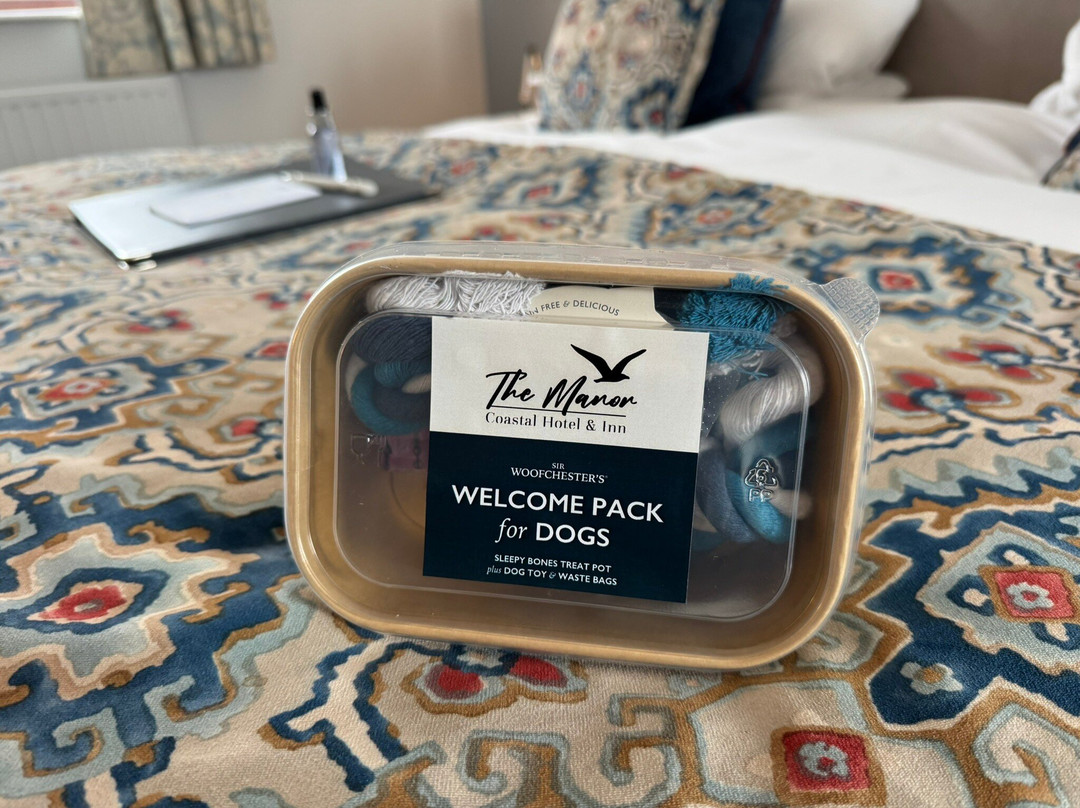 FREE & DELICIOUS
The Manor
Coastal Hotel & Inn
SIR
WOOFCHESTER'S®
WELCOME PACK
for DOGS
SLEEPY BONES TREAT POT
plus DOG TOY & WASTE BAGS
PP